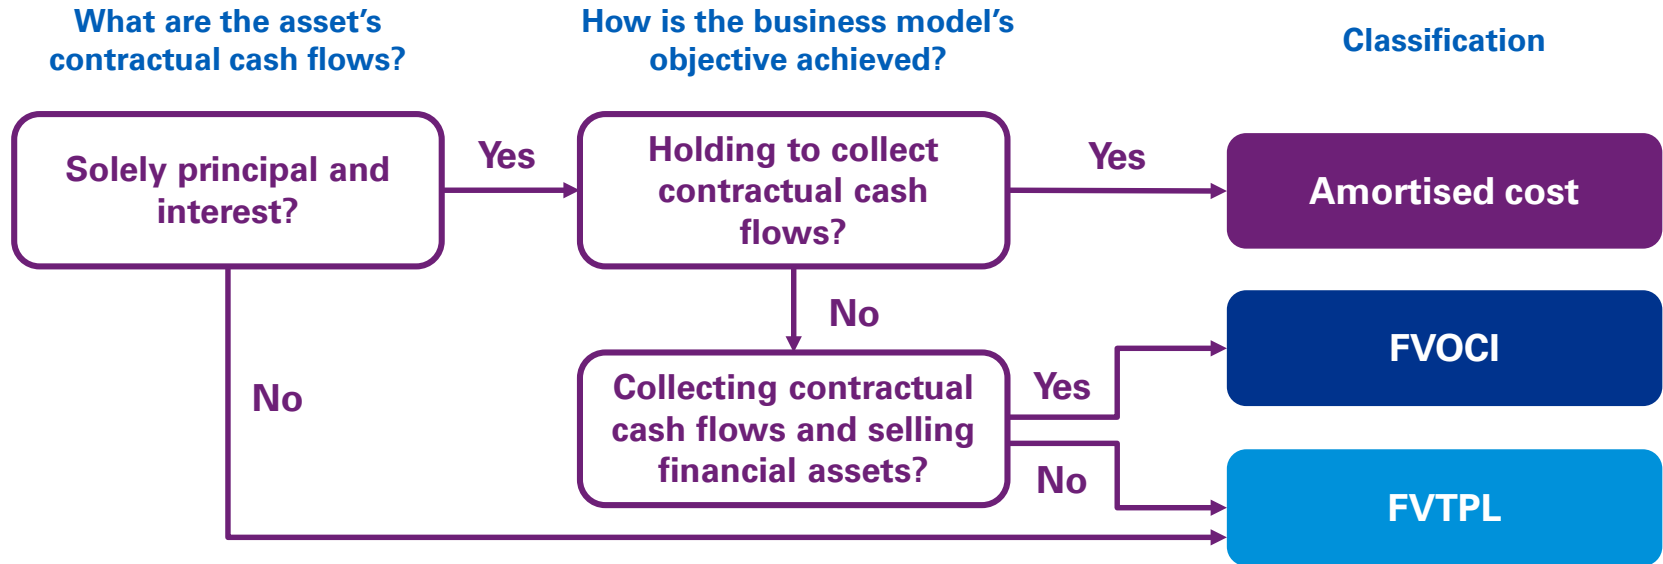 What are the asset’s
contractual cash flows?
How is the business model’s
objective achieved?
Classification
Solely principal and
interest?
Yes
Holding to collect
contractual cash
flows?
Yes
Amortised cost
No
No
Collecting contractual
cash flows and selling
financial assets?
Yes
FVOCI
No
FVTPL